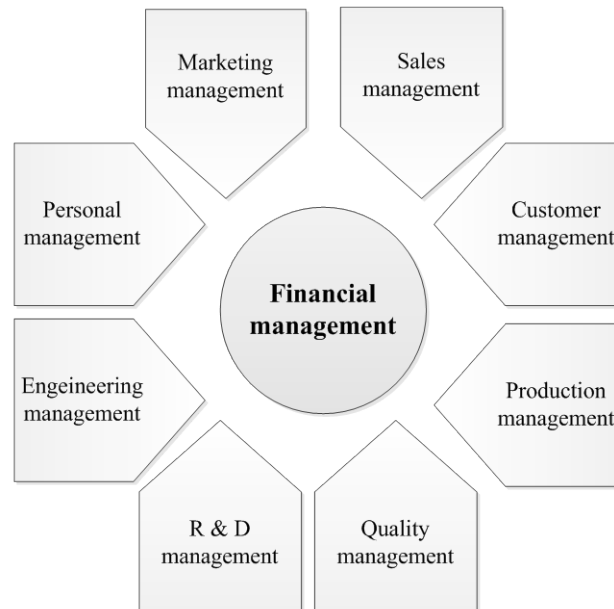 Marketing
management
Sales
management
Personal
management
Customer
management
Financial
management
Engeineering
management
Production
management
R & D
management
Quality
management